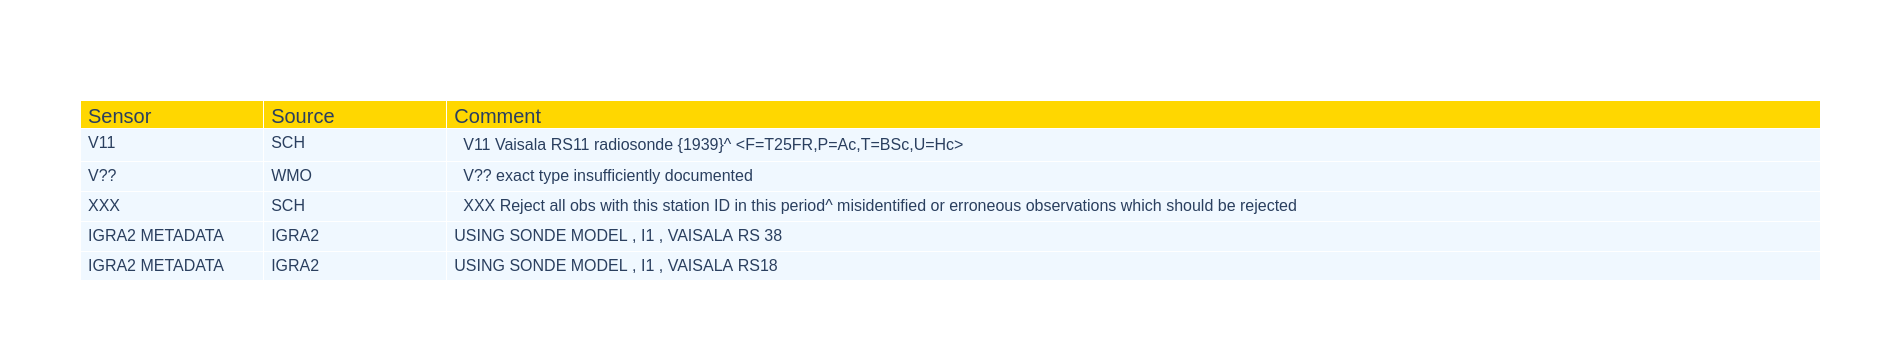 Sensor Source Comment
V11 SCH V11 Vaisala RS11 radiosonde {1939}^ <F=T25FR,P=Ac,T=BSc,U=Hc>
V?? WMO V?? exact type insufficiently documented
XXX SCH XXX Reject all obs with this station ID in this period^ misidentified or erroneous observations which should be rejected
IGRA2 METADATA IGRA2 USING SONDE MODEL , I1 , VAISALA RS 38
IGRA2 METADATA IGRA2 USING SONDE MODEL , I1 , VAISALA RS18